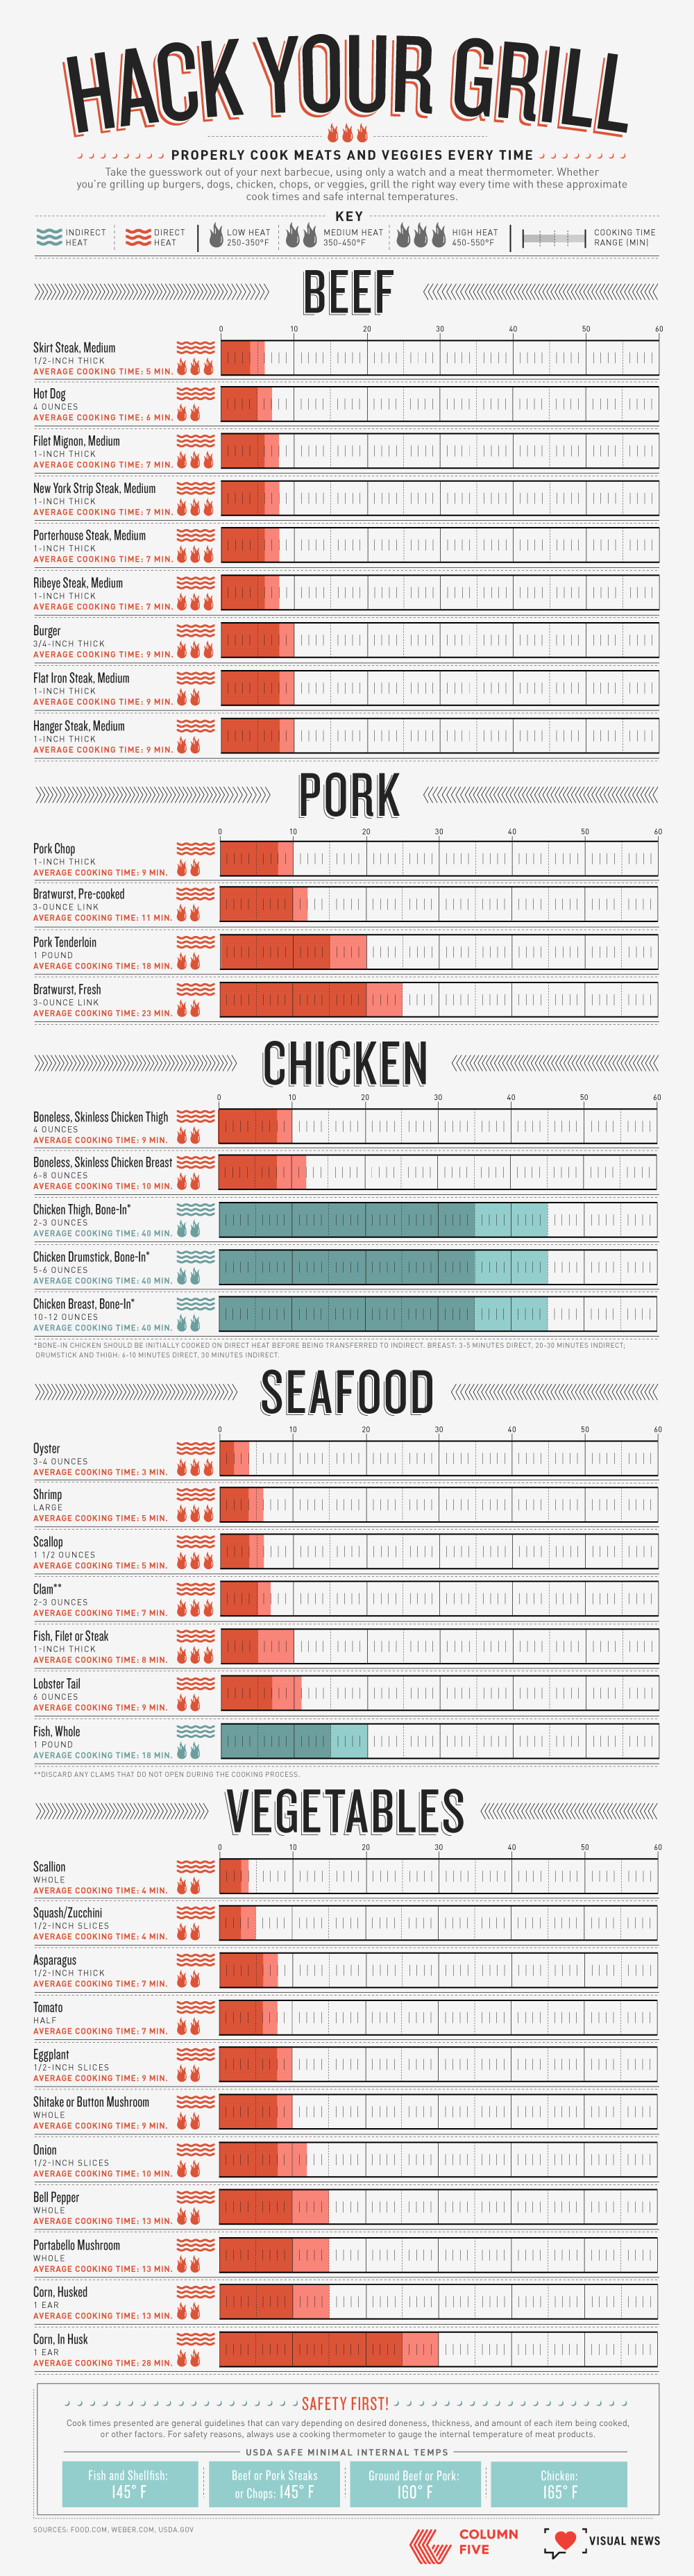 HACK YOUR GRILL
PROPERLY COOK MEATS AND VEGGIES EVERY TIME
Take the guesswork out of your next barbecue, using only a watch and a meat thermometer. Whether
you're grilling up burgers, dogs, chicken, chops, or veggies, grill the right way every time with these approximate
cook times and safe internal temperatures.
KEY
INDIRECT
HEAT
DIRECT
HEAT
LOW HEAT
250-350°F
MEDIUM HEAT
350-450°F
HIGH HEAT
450-550°F
COOKING TIME
RANGE (MIN)
BEEF
0 10 20 30 40 50 60
Skirt Steak, Medium
1/2-INCH THICK
AVERAGE COOKING TIME: 5 MIN.
Hot Dog
4 OUNCES
AVERAGE COOKING TIME: 6 MIN.
Filet Mignon, Medium
1-INCH THICK
AVERAGE COOKING TIME: 7 MIN.
New York Strip Steak, Medium
1-INCH THICK
AVERAGE COOKING TIME: 7 MIN.
Porterhouse Steak, Medium
1-INCH THICK
AVERAGE COOKING TIME: 7 MIN.
Ribeye Steak, Medium
1-INCH THICK
AVERAGE COOKING TIME: 7 MIN.
Burger
3/4-INCH THICK
AVERAGE COOKING TIME: 9 MIN.
Flat Iron Steak, Medium
1-INCH THICK
AVERAGE COOKING TIME: 9 MIN.
Hanger Steak, Medium
1-INCH THICK
AVERAGE COOKING TIME: 9 MIN.
PORK
0 10 20 30 40 50 60
Pork Chop
1-INCH THICK
AVERAGE COOKING TIME: 9 MIN.
Bratwurst, Pre-cooked
3-OUNCE LINK
AVERAGE COOKING TIME: 11 MIN.
Pork Tenderloin
1 POUND
AVERAGE COOKING TIME: 18 MIN.
Bratwurst, Fresh
3-OUNCE LINK
AVERAGE COOKING TIME: 23 MIN.
CHICKEN
0 10 20 30 40 50 60
Boneless, Skinless Chicken Thigh
4 OUNCES
AVERAGE COOKING TIME: 9 MIN.
Boneless, Skinless Chicken Breast
6-8 OUNCES
AVERAGE COOKING TIME: 10 MIN.
Chicken Thigh, Bone-In*
2-3 OUNCES
AVERAGE COOKING TIME: 40 MIN.
Chicken Drumstick, Bone-In*
5-6 OUNCES
AVERAGE COOKING TIME: 40 MIN.
Chicken Breast, Bone-In*
10-12 OUNCES
AVERAGE COOKING TIME: 40 MIN.
*BONE-IN CHICKEN SHOULD BE INITIALLY COOKED ON DIRECT HEAT BEFORE BEING TRANSFERRED TO INDIRECT. BREAST: 3-5 MINUTES DIRECT, 20-30 MINUTES INDIRECT;
DRUMSTICK AND THIGH: 6-10 MINUTES DIRECT, 30 MINUTES INDIRECT.
SEAFOOD
0 10 20 30 40 50 60
Oyster
3-4 OUNCES
AVERAGE COOKING TIME: 3 MIN.
Shrimp
LARGE
AVERAGE COOKING TIME: 5 MIN.
Scallop
1 1/2 OUNCES
AVERAGE COOKING TIME: 5 MIN.
Clam**
2-3 OUNCES
AVERAGE COOKING TIME: 7 MIN.
Fish, Filet or Steak
1-INCH THICK
AVERAGE COOKING TIME: 8 MIN.
Lobster Tail
6 OUNCES
AVERAGE COOKING TIME: 9 MIN.
Fish, Whole
1 POUND
AVERAGE COOKING TIME: 18 MIN.
**DISCARD ANY CLAMS THAT DO NOT OPEN DURING THE COOKING PROCESS.
VEGETABLES
0 10 20 30 40 50 60
Scallion
WHOLE
AVERAGE COOKING TIME: 4 MIN.
Squash/Zucchini
1/2-INCH SLICES
AVERAGE COOKING TIME: 4 MIN.
Asparagus
1/2-INCH THICK
AVERAGE COOKING TIME: 7 MIN.
Tomato
HALF
AVERAGE COOKING TIME: 7 MIN.
Eggplant
1/2-INCH SLICES
AVERAGE COOKING TIME: 9 MIN.
Shitake or Button Mushroom
WHOLE
AVERAGE COOKING TIME: 9 MIN.
Onion
1/2-INCH SLICES
AVERAGE COOKING TIME: 10 MIN.
Bell Pepper
WHOLE
AVERAGE COOKING TIME: 13 MIN.
Portabello Mushroom
WHOLE
AVERAGE COOKING TIME: 13 MIN.
Corn, Husked
1 EAR
AVERAGE COOKING TIME: 13 MIN.
Corn, In Husk
1 EAR
AVERAGE COOKING TIME: 28 MIN.
SAFETY FIRST!
Cook times presented are general guidelines that can vary depending on desired doneness, thickness, and amount of each item being cooked,
or other factors. For safety reasons, always use a cooking thermometer to gauge the internal temperature of meat products.
USDA SAFE MINIMAL INTERNAL TEMPS
Fish and Shellfish:
145° F
Beef or Pork Steaks
or Chops: 145° F
Ground Beef or Pork:
160° F
Chicken:
165° F
SOURCES: FOOD.COM, WEBER.COM, USDA.GOV
COLUMN
FIVE
VISUAL NEWS